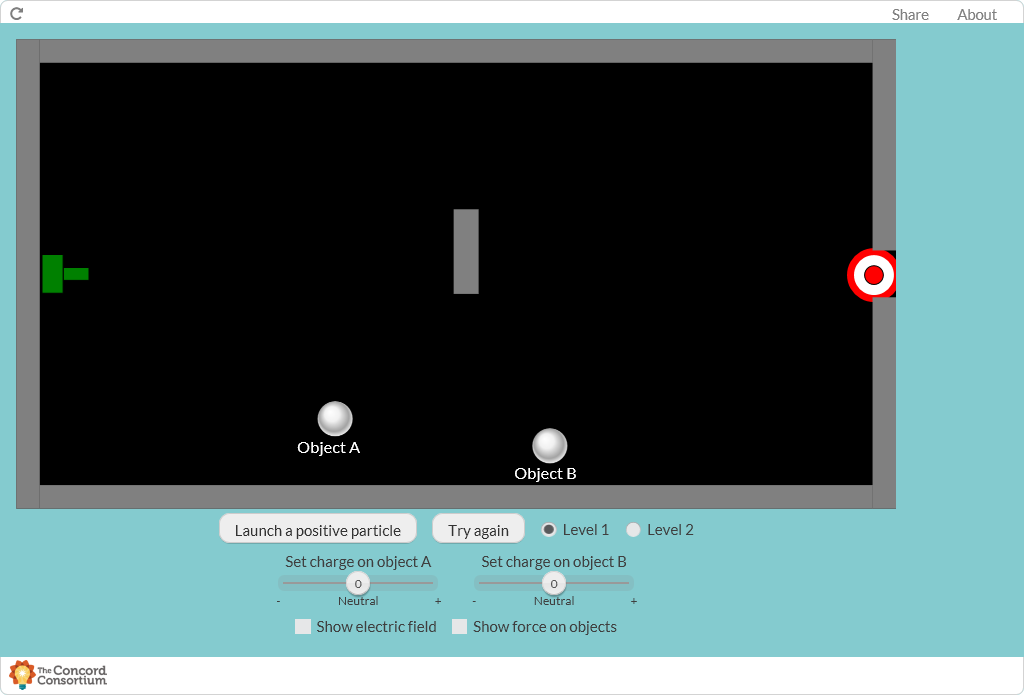 Share About
Object A
Object B
Launch a positive particle Try again Level 1 Level 2
Set charge on object A Set charge on object B
0 0
- Neutral + - Neutral +
Show electric field Show force on objects
The Concord
Consortium